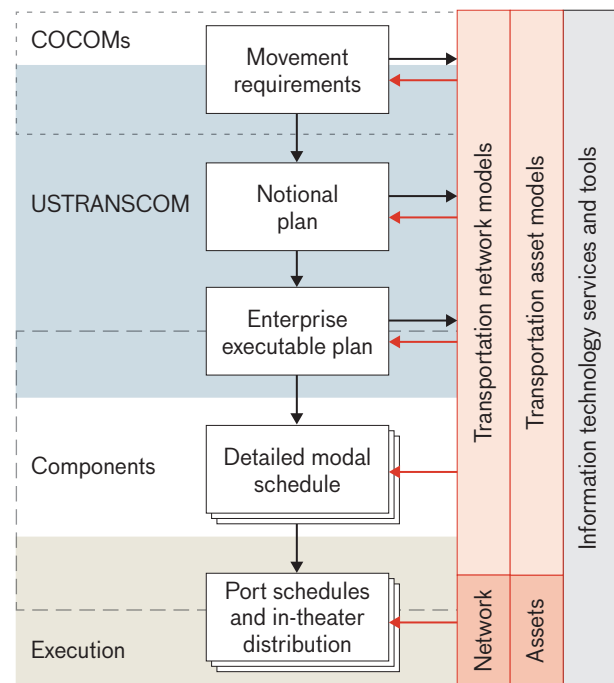 COCOMs
Movement
requirements
USTRANSCOM
Notional
plan
Enterprise
executable plan
Components
Detailed modal
schedule
Port schedules
and in-theater
distribution
Execution
Transportation network models
Transportation asset models
Network
Assets
Information technology services and tools